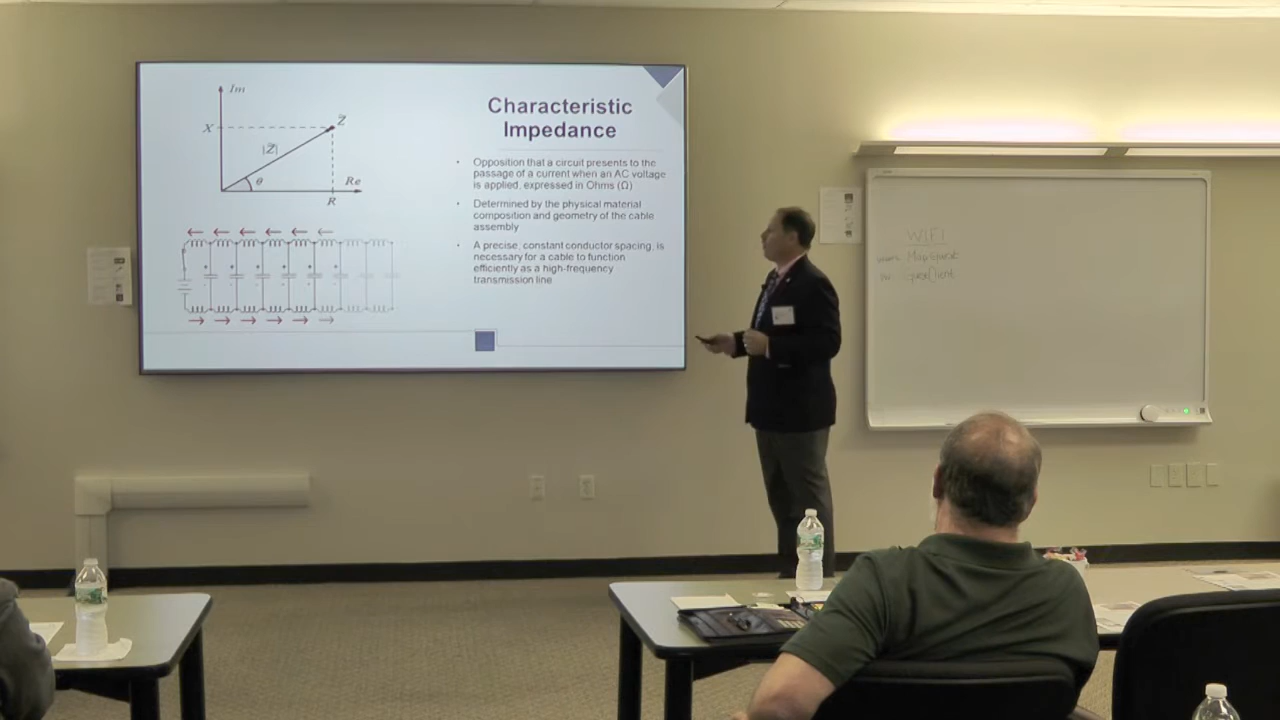 Im
X
Z
|Z|
θ
Re
R
Characteristic
Impedance
• Opposition that a circuit presents to the
passage of a current when an AC voltage
is applied, expressed in Ohms (Ω)
• Determined by the physical material
composition and geometry of the cable
assembly
• A precise, constant conductor spacing, is
necessary for a cable to function
efficiently as a high-frequency
transmission line
WIFI